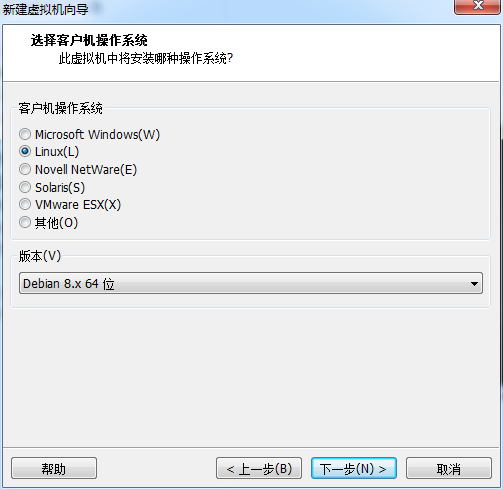 新建虚拟机向导
选择客户机操作系统
此虚拟机中将安装哪种操作系统?
客户机操作系统
Microsoft Windows(W)
Linux(L)
Novell NetWare(E)
Solaris(S)
VMware ESX(X)
其他(O)
版本(V)
Debian 8.x 64 位
帮助
< 上一步(B)
下一步(N) >
取消